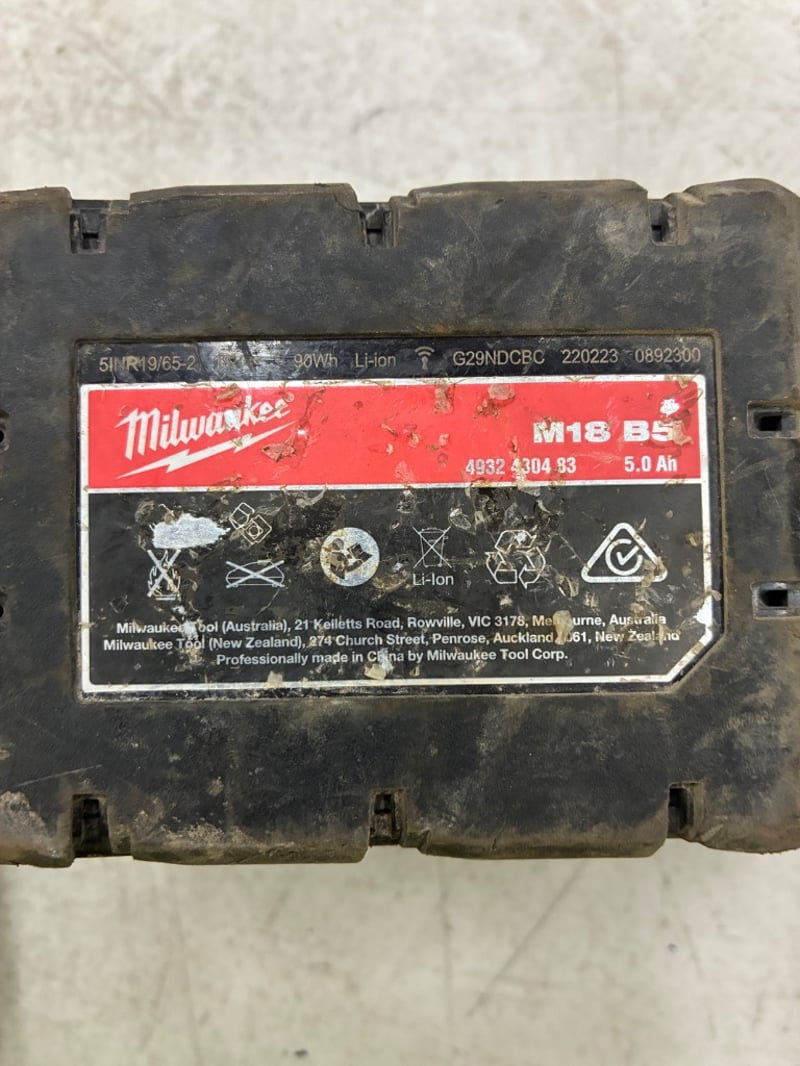 5INR19/65-2 90Wh Li-ion G29NDCBC 220223 0892300
Milwaukee
M18 B5
4932 4304 83 5.0 Ah
Li-Ion
Milwaukee Tool (Australia), 21 Kelletts Road, Rowville, VIC 3178, Melbourne, Australia
Milwaukee Tool (New Zealand), 274 Church Street, Penrose, Auckland 1061, New Zealand
Professionally made in China by Milwaukee Tool Corp.